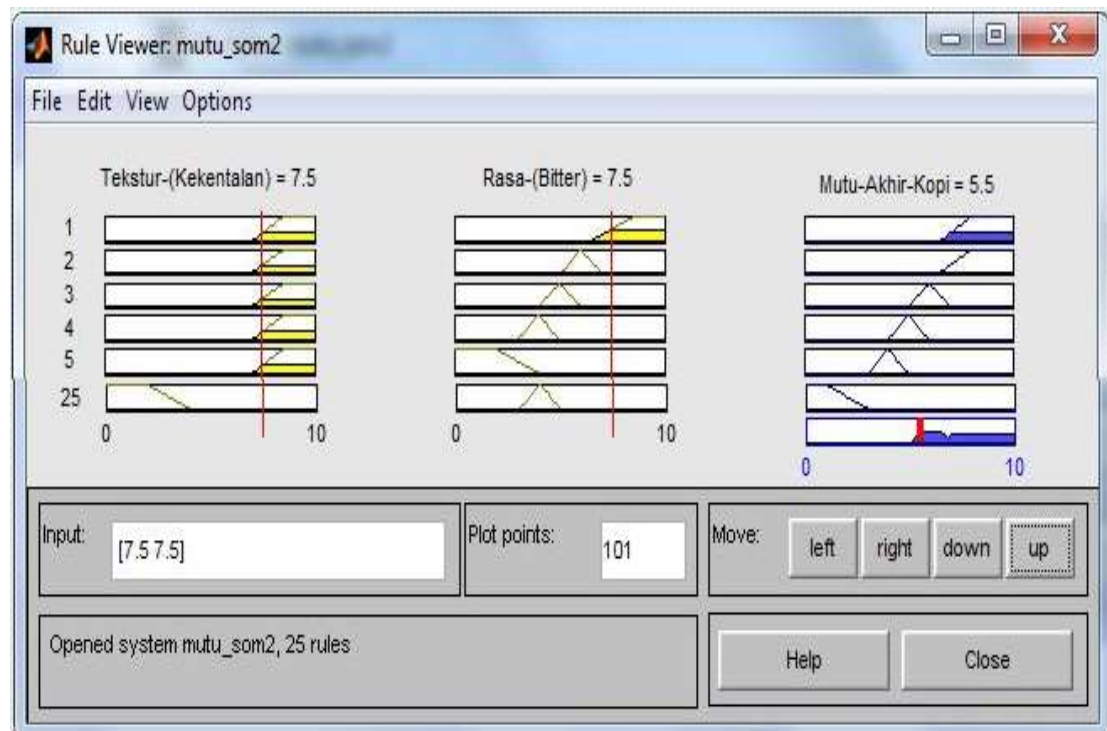 Rule Viewer: mutu_som2
File Edit View Options
Tekstur-(Kekentalan) = 7.5
Rasa-(Bitter) = 7.5
Mutu-Akhir-Kopi = 5.5
1
2
3
4
5
25
0 10
0 10
0 10
Input: [7.5 7.5]
Plot points: 101
Move: left right down up
Opened system mutu_som2, 25 rules
Help Close